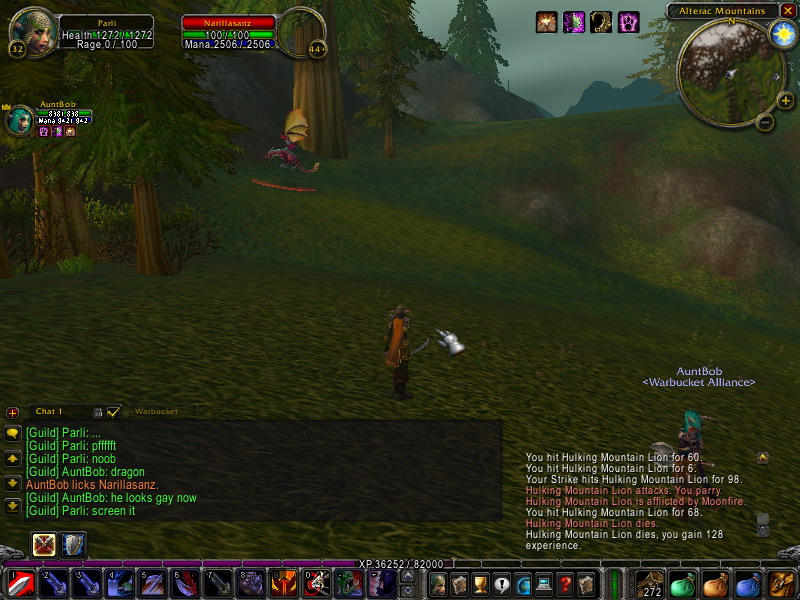 Parli
Health 1272 / 1272
Rage 0 / 100
32
Narillasanz
100 / 100
Mana 2506 / 2506
44+
Alterac Mountains
N
AuntBob
838 / 838
Mana 942 / 942
AuntBob
<Warbucket Alliance>
Chat 1
Warbucket
[Guild] Parli: ...
[Guild] Parli: pffffft
[Guild] Parli: noob
[Guild] AuntBob: dragon
AuntBob licks Narillasanz.
[Guild] AuntBob: he looks gay now
[Guild] Parli: screen it
You hit Hulking Mountain Lion for 60.
You hit Hulking Mountain Lion for 6.
Your Strike hits Hulking Mountain Lion for 98.
Hulking Mountain Lion attacks. You parry.
Hulking Mountain Lion is afflicted by Moonfire.
You hit Hulking Mountain Lion for 68.
Hulking Mountain Lion dies.
Hulking Mountain Lion dies, you gain 128
experience.
XP 36252 / 82000
272